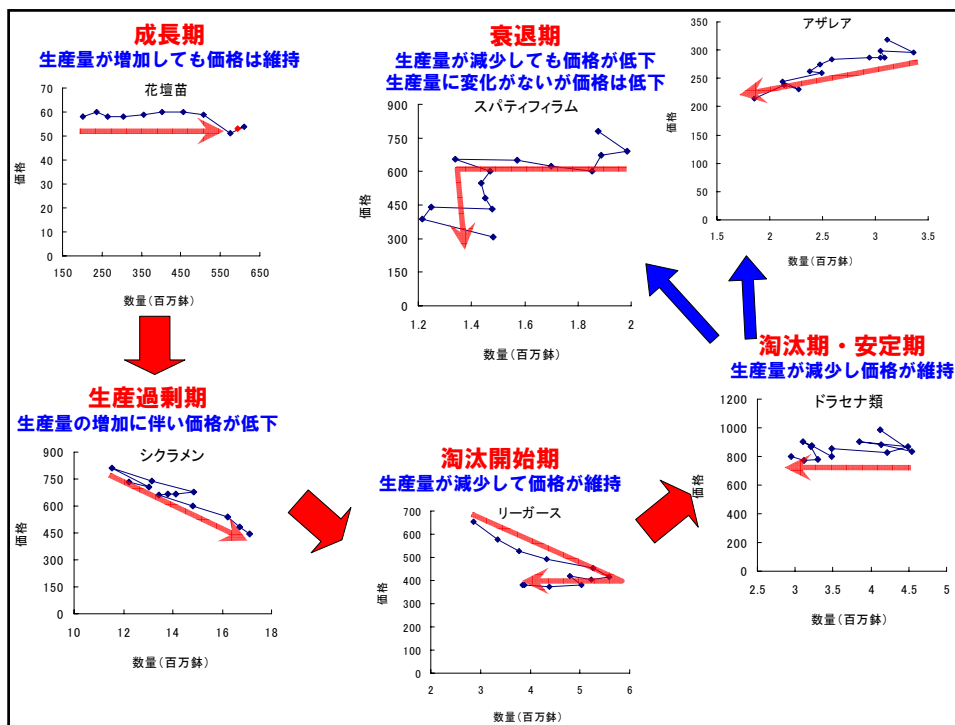 成長期
生産量が増加しても価格は維持
花壇苗
70
60
50
40
30
20
10
0
価格
150 250 350 450 550 650
数量(百万鉢)
衰退期
生産量が減少しても価格が低下
生産量に変化がないが価格は低下
スパティフィラム
900
750
600
450
300
150
0
価格
1.2 1.4 1.6 1.8 2
数量(百万鉢)
アザレア
350
300
250
200
150
100
50
0
価格
1.5 2 2.5 3 3.5
数量(百万鉢)
生産過剰期
生産量の増加に伴い価格が低下
シクラメン
900
750
600
450
300
150
0
価格
10 12 14 16 18
数量(百万鉢)
淘汰開始期
生産量が減少して価格が維持
リーガース
700
600
500
400
300
200
100
0
価格
2 3 4 5 6
数量(百万鉢)
淘汰期・安定期
生産量が減少し価格が維持
ドラセナ類
1200
1000
800
600
400
200
0
価格
2.5 3 3.5 4 4.5 5
数量(百万鉢)